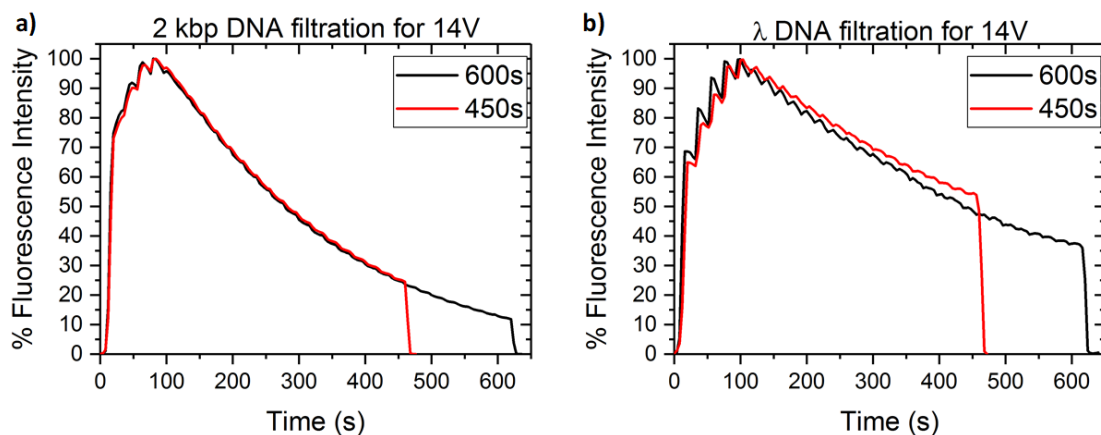 a)
2 kbp DNA filtration for 14V
% Fluorescence Intensity
100
90
80
70
60
50
40
30
20
10
0
600s
450s
0 100 200 300 400 500 600
Time (s)
b)
λ DNA filtration for 14V
% Fluorescence Intensity
100
90
80
70
60
50
40
30
20
10
0
600s
450s
0 100 200 300 400 500 600
Time (s)